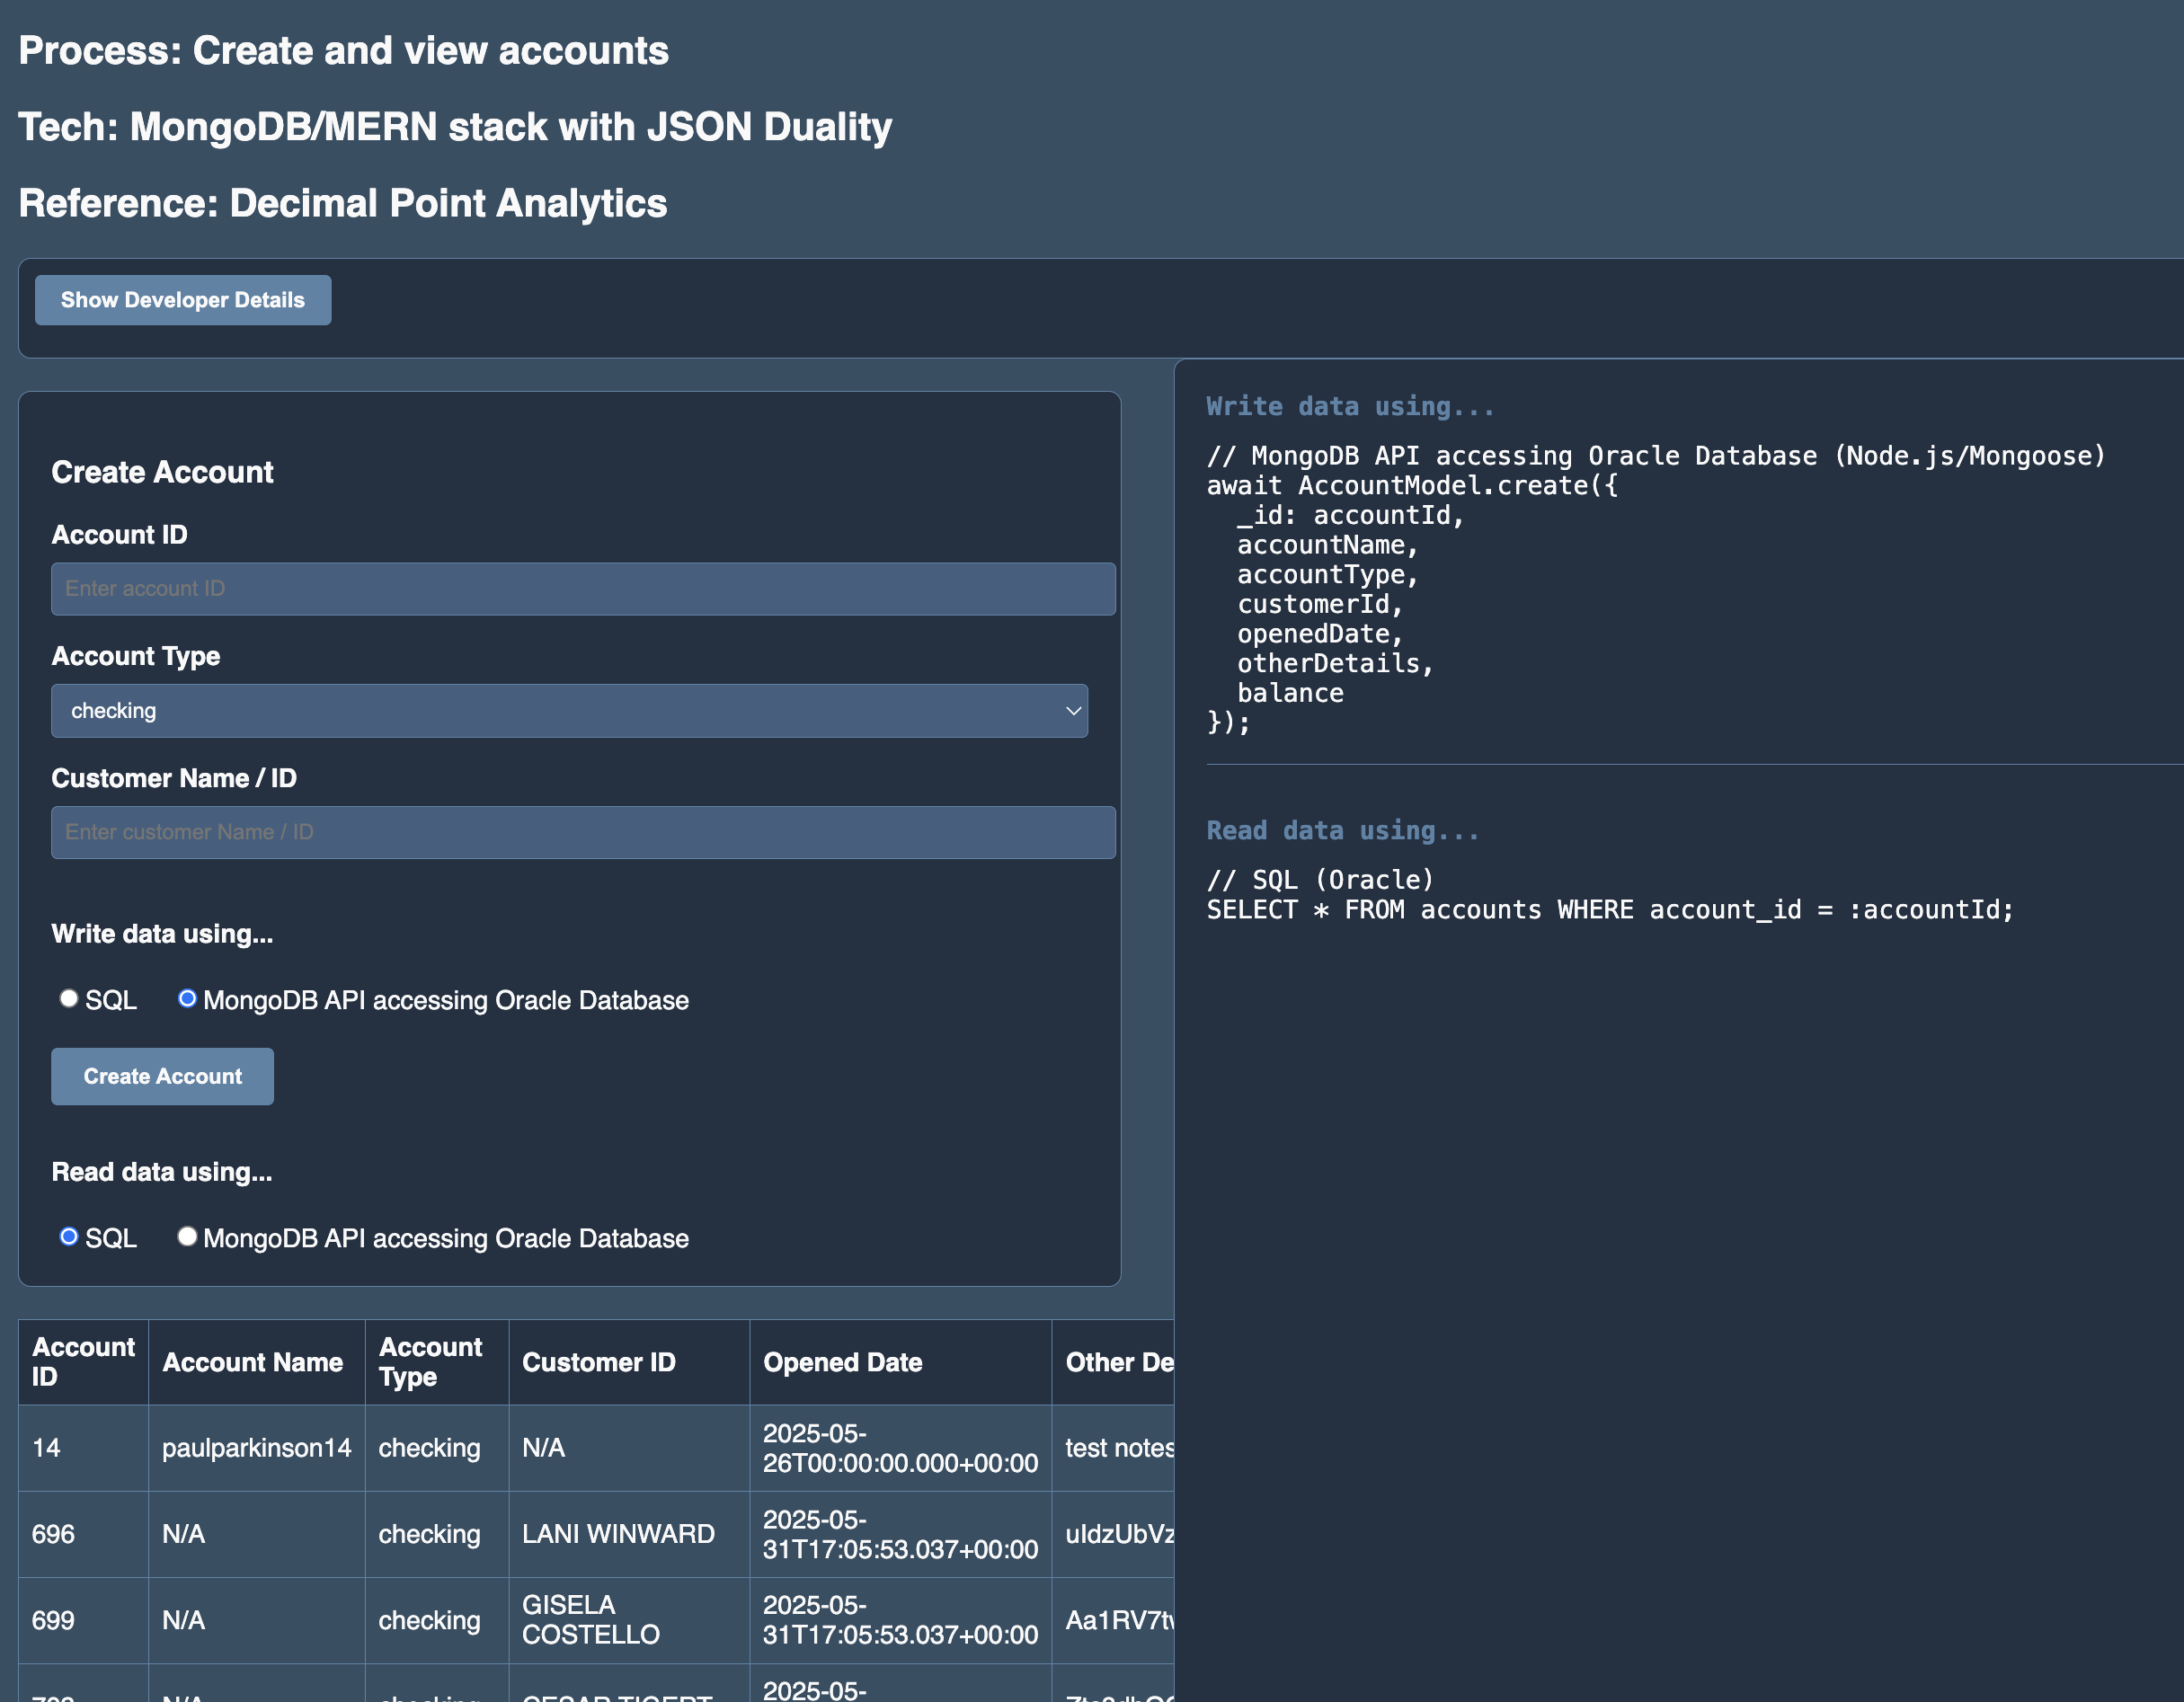 Process: Create and view accounts
Tech: MongoDB/MERN stack with JSON Duality
Reference: Decimal Point Analytics
Show Developer Details
Create Account
Account ID
Enter account ID
Account Type
checking
Customer Name / ID
Enter customer Name / ID
Write data using...
SQL MongoDB API accessing Oracle Database
Create Account
Read data using...
SQL MongoDB API accessing Oracle Database
Write data using...
// MongoDB API accessing Oracle Database (Node.js/Mongoose)
await AccountModel.create({
_id: accountId,
accountName,
accountType,
customerId,
openedDate,
otherDetails,
balance
});
Read data using...
// SQL (Oracle)
SELECT * FROM accounts WHERE account_id = :accountId;
Account ID Account Name Account Type Customer ID Opened Date Other De
14 paulparkinson14 checking N/A 2025-05-26T00:00:00.000+00:00 test notes
696 N/A checking LANI WINWARD 2025-05-31T17:05:53.037+00:00
699 N/A checking GISELA COSTELLO 2025-05-31T17:05:53.037+00:00
N/A checking 2025-05-